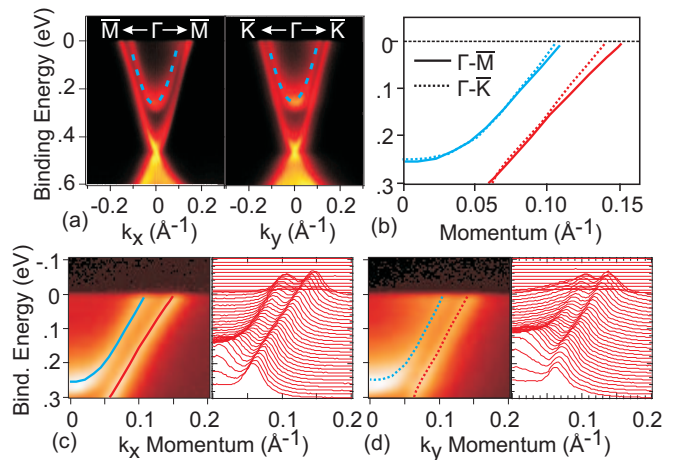 M̅ ← Γ → M̅
K̅ ← Γ → K̅
Binding Energy (eV)
0
.2
.4
.6
-0.2
0
0.2
-0.2
0
0.2
(a)
kx (Å-1)
ky (Å-1)
0
.1
.2
.3
Γ-M̅
Γ-K̅
0
0.05
0.10
0.15
(b)
Momentum (Å-1)
Bind. Energy (eV)
-.1
0
.1
.2
.3
0
0.1
0.2
0.1
0.2
(c)
kx Momentum (Å-1)
0
0.1
0.2
0.1
0.2
(d)
ky Momentum (Å-1)